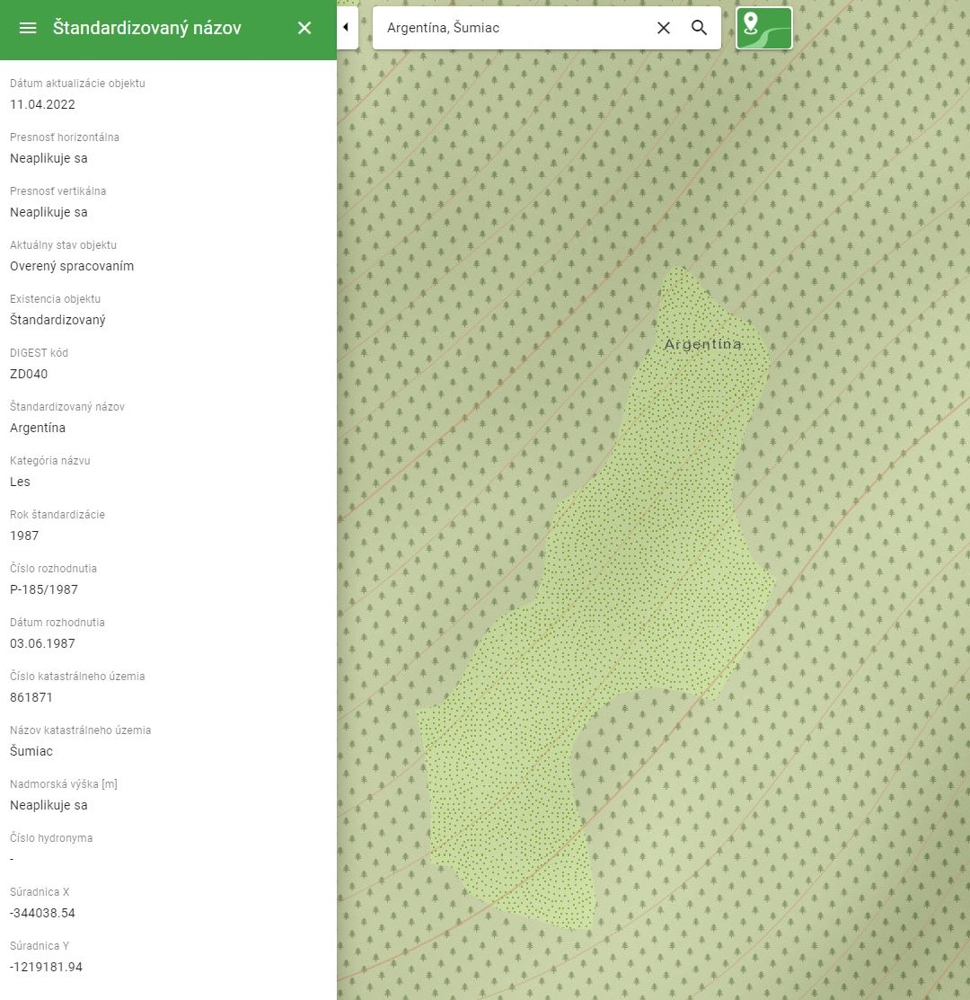 Štandardizovaný názov
Argentína, Šumiac
Dátum aktualizácie objektu
11.04.2022
Presnosť horizontálna
Neaplikuje sa
Presnosť vertikálna
Neaplikuje sa
Aktuálny stav objektu
Overený spracovaním
Existencia objektu
Štandardizovaný
DIGEST kód
ZD040
Štandardizovaný názov
Argentína
Kategória názvu
Les
Rok štandardizácie
1987
Číslo rozhodnutia
P-185/1987
Dátum rozhodnutia
03.06.1987
Číslo katastrálneho územia
861871
Názov katastrálneho územia
Šumiac
Nadmorská výška [m]
Neaplikuje sa
Číslo hydronyma
-
Súradnica X
-344038.54
Súradnica Y
-1219181.94
Argentína